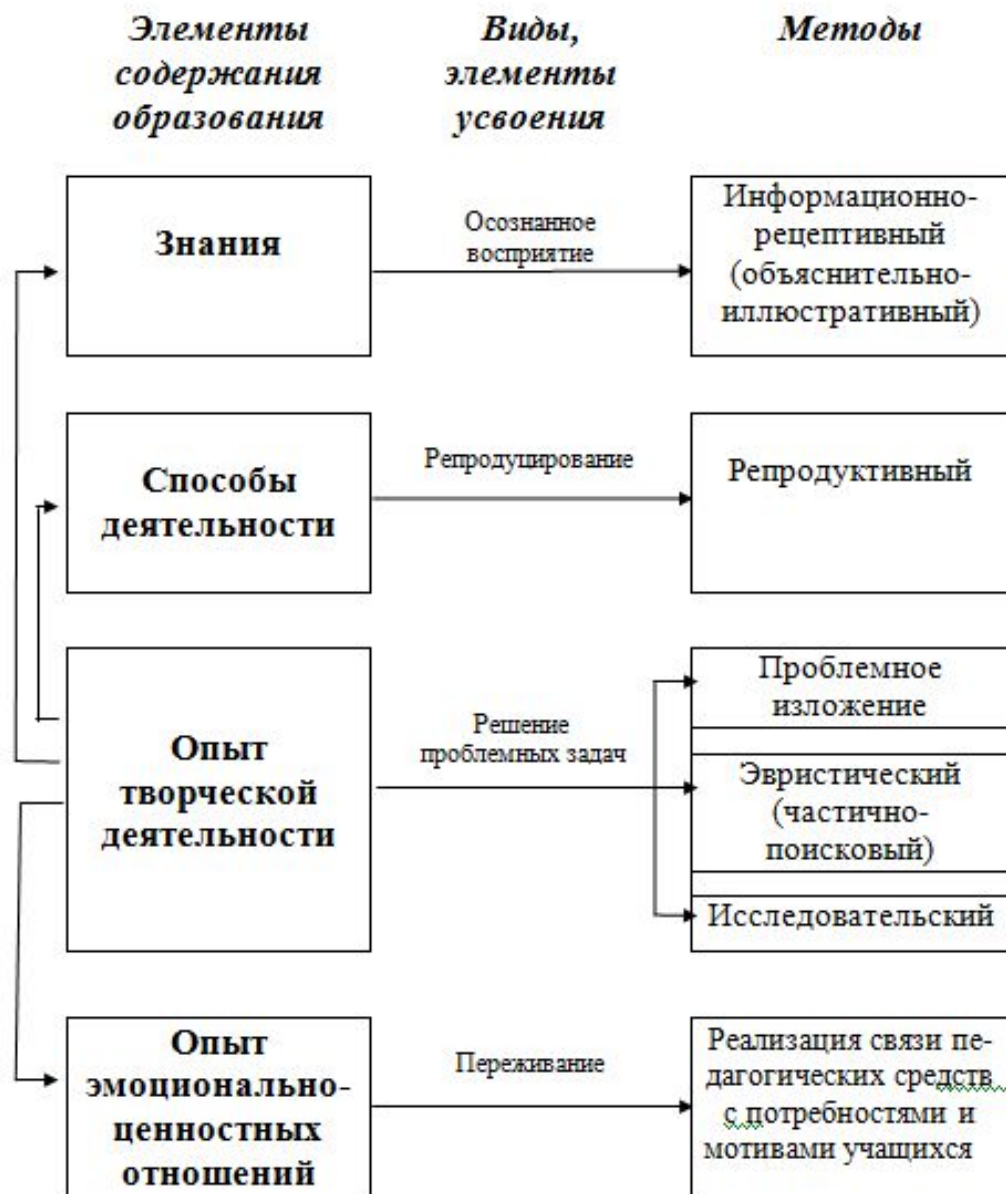 Элементы
содержания
образования
Виды,
элементы
усвоения
Методы
Знания
Осознанное
восприятие
Информационно-
рецептивный
(объяснительно-
иллюстративный)
Способы
деятельности
Репродуцирование
Репродуктивный
Опыт
творческой
деятельности
Решение
проблемных задач
Проблемное
изложение
Эвристический
(частично-
поисковый)
Исследовательский
Опыт
эмоционально-
ценностных
отношений
Переживание
Реализация связи пе-
дагогических средств
с потребностями и
мотивами учащихся